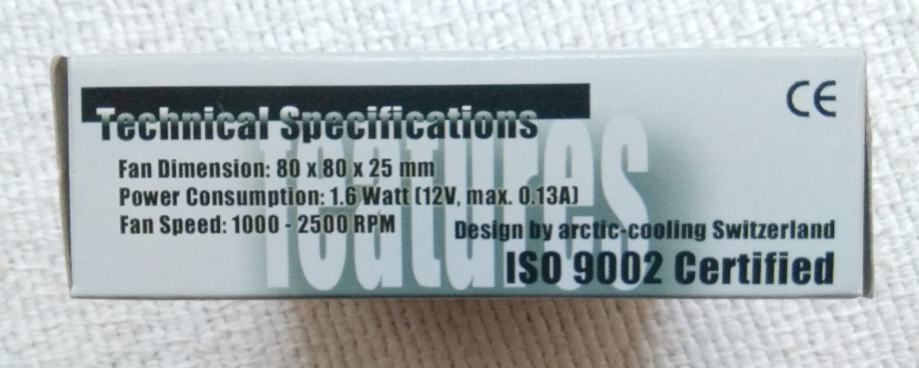 Technical Specifications
CE
features
Fan Dimension: 80 x 80 x 25 mm
Power Consumption: 1.6 Watt (12V, max. 0.13A)
Fan Speed: 1000 - 2500 RPM
Design by arctic-cooling Switzerland
ISO 9002 Certified